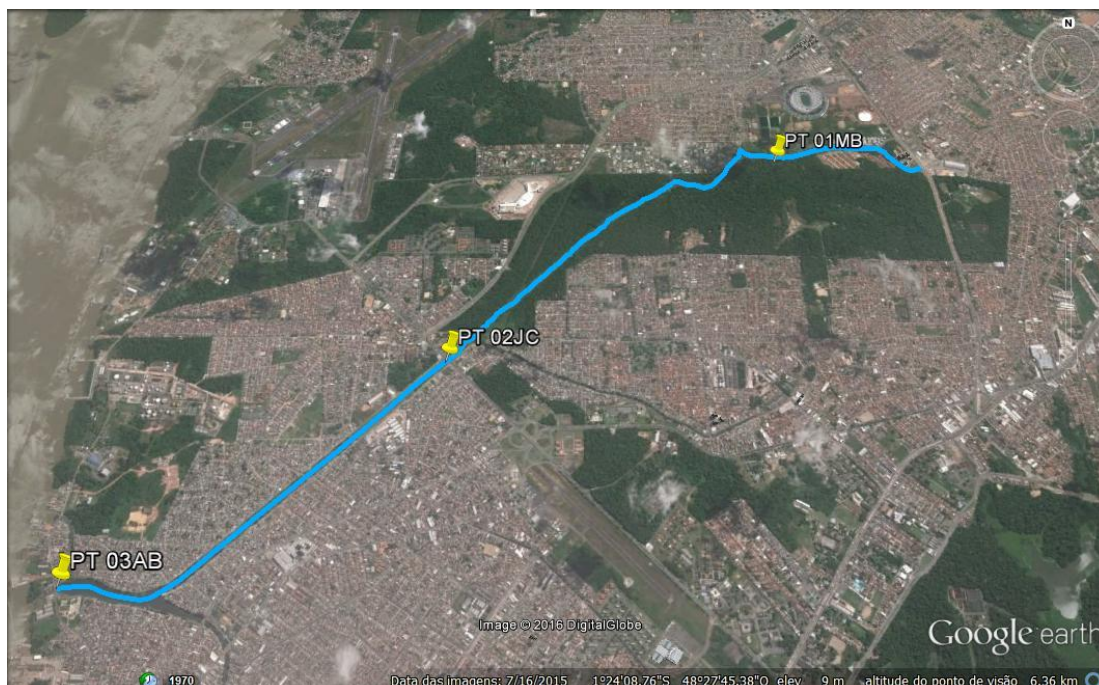 N
PT 01MB
PT 02JC
PT 03AB
Image © 2016 DigitalGlobe
Google earth
1970
Data das imagens: 7/16/2015 1°24'08.76"S 48°27'45.38"O elev 9 m altitude do ponto de visão 6.36 km